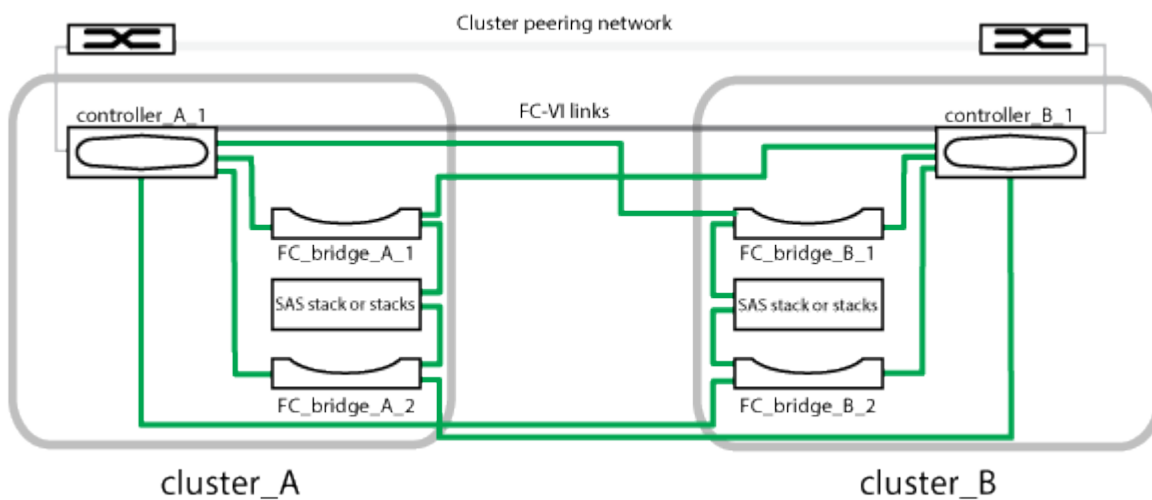 Cluster peering network
controller_A_1
FC-VI links
controller_B_1
FC_bridge_A_1
FC_bridge_B_1
SAS stack or stacks
SAS stack or stacks
FC_bridge_A_2
FC_bridge_B_2
cluster_A
cluster_B